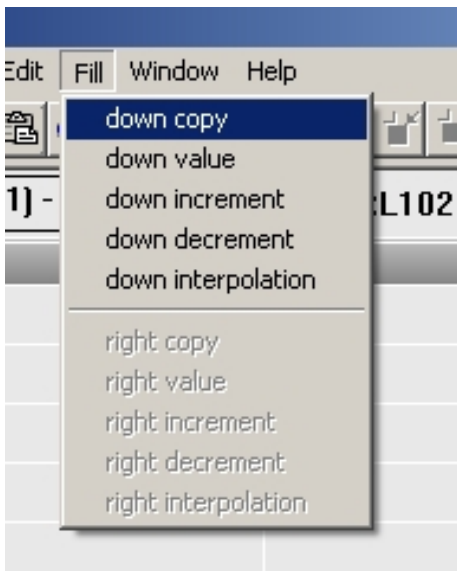 Edit Fill Window Help
1) - :L102
down copy
down value
down increment
down decrement
down interpolation
right copy
right value
right increment
right decrement
right interpolation